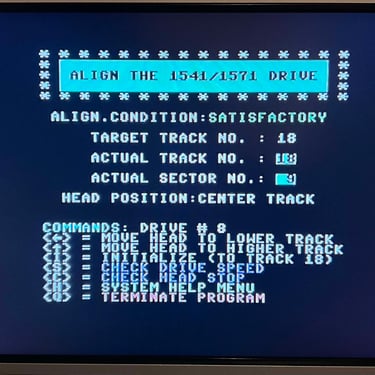 ALIGN THE 1541/1571 DRIVE
ALIGN.CONDITION:SATISFACTORY
TARGET TRACK NO. : 18
ACTUAL TRACK NO. : 18
ACTUAL SECTOR NO.: 9
HEAD POSITION:CENTER TRACK
COMMANDS: DRIVE # 8
= MOVE HEAD TO LOWER TRACK
= MOVE HEAD TO HIGHER TRACK
<I> = INITIALIZE (TO TRACK 18)
<S> = CHECK DRIVE SPEED
= CHECK HEAD STOP
<H> = SYSTEM HELP MENU
<Q> = TERMINATE PROGRAM